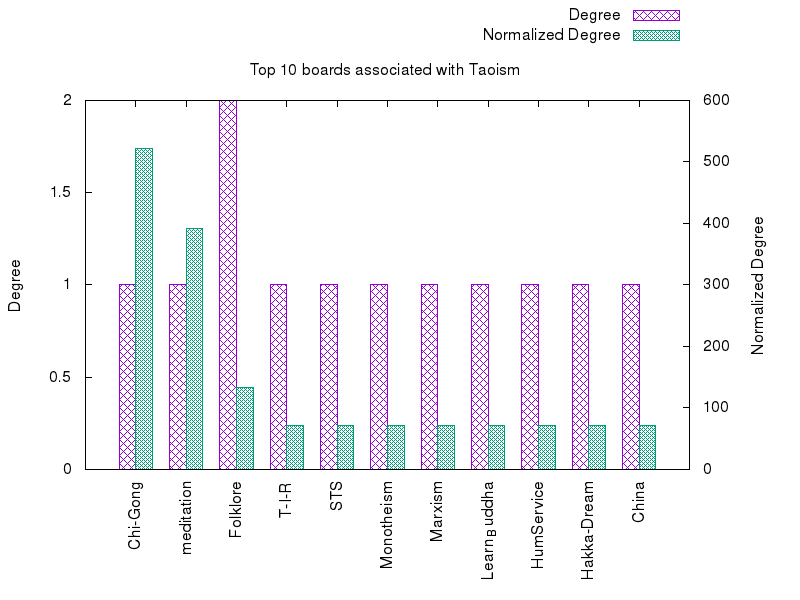 Degree
Normalized Degree
Top 10 boards associated with Taoism
2
1.5
1
0.5
0
600
500
400
300
200
100
0
Degree
Normalized Degree
Chi-Gong
meditation
Folklore
T-I-R
STS
Monotheism
Marxism
LearnBuddha
HumService
Hakka-Dream
China